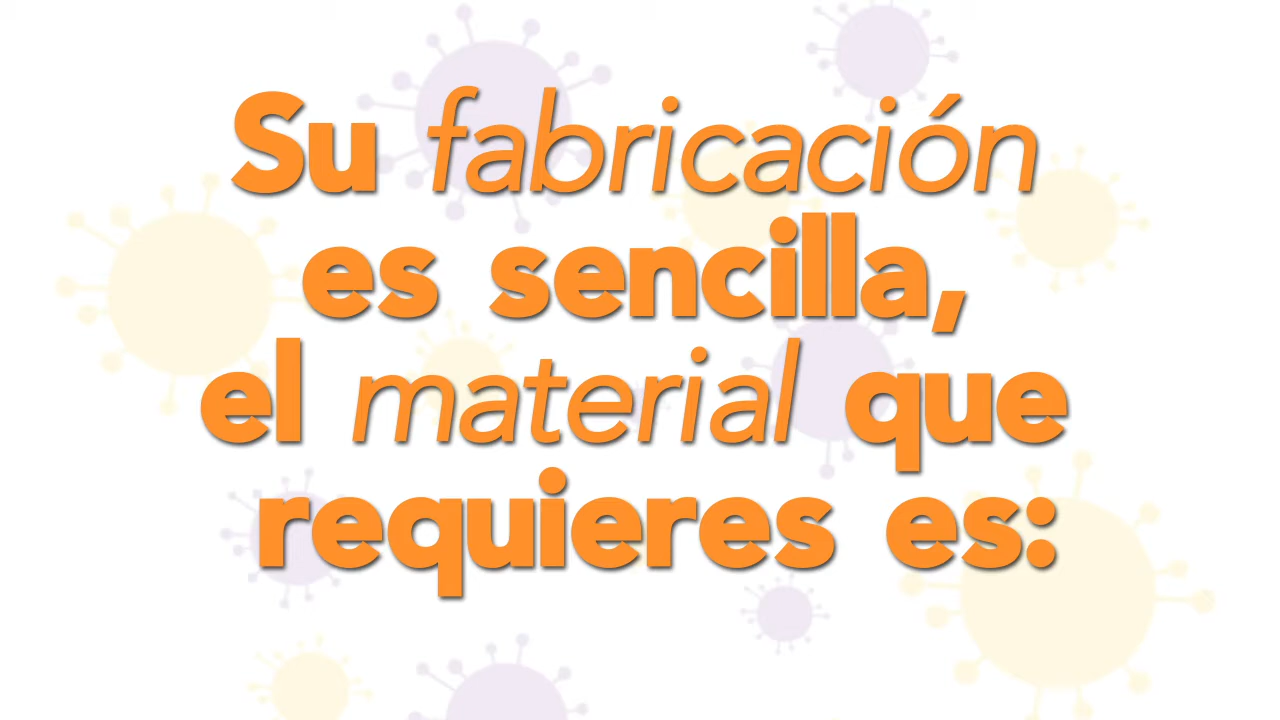 Su fabricación
es sencilla,
el material que
requieres es: